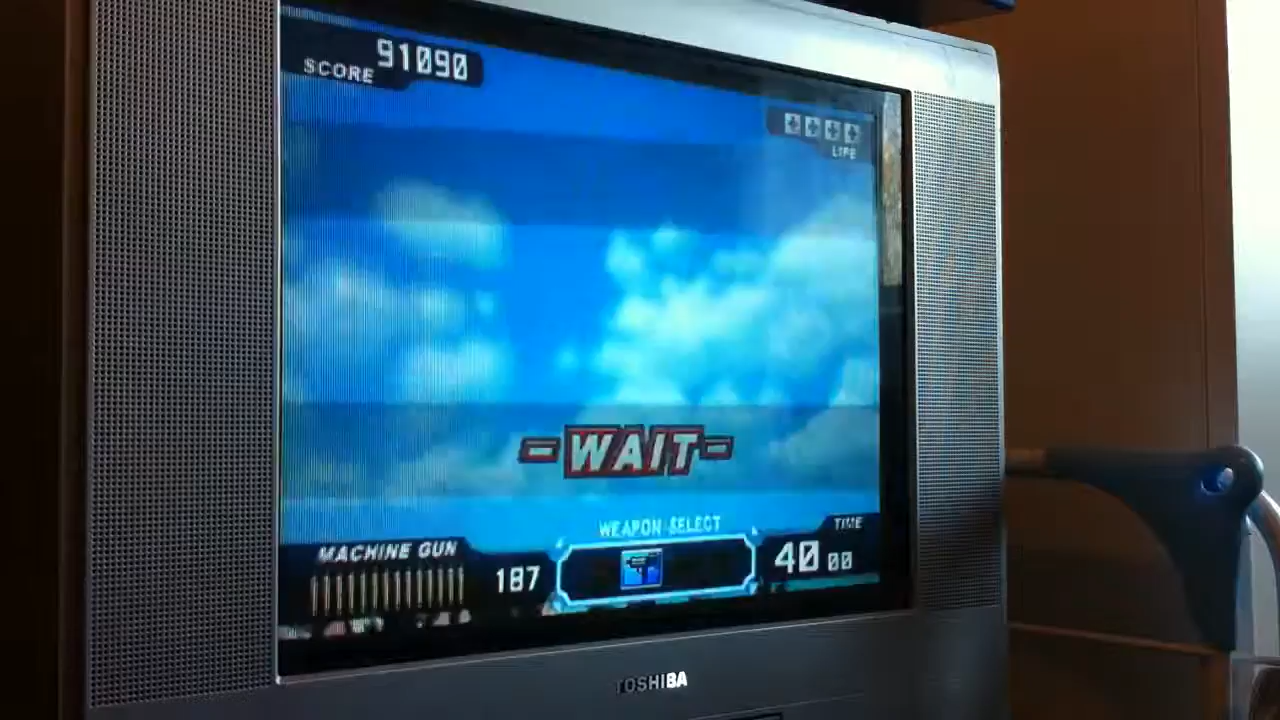 SCORE 91090
LIFE
-WAIT-
WEAPON SELECT
TIME
MACHINE GUN
187
40 00
TOSHIBA